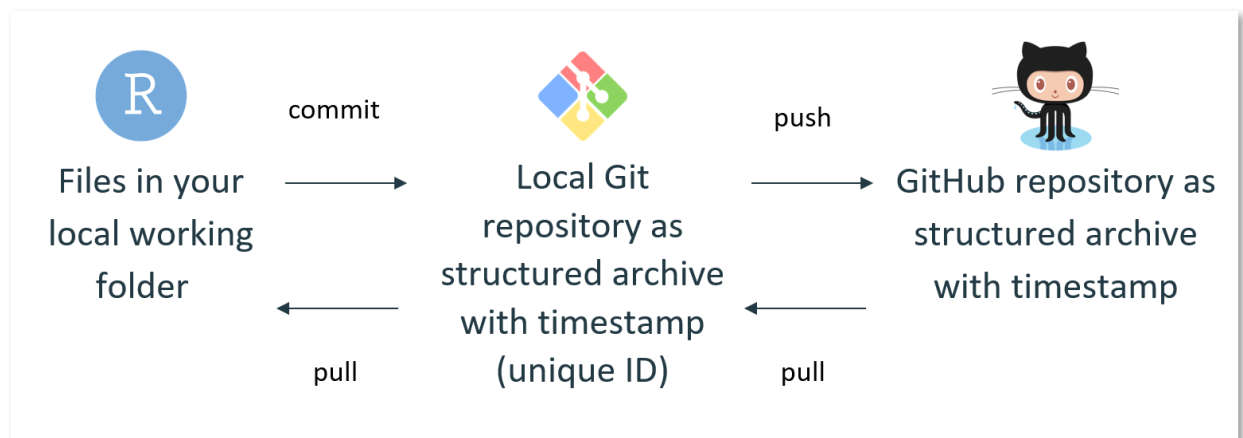 R
commit
push
Files in your
local working
folder
Local Git
repository as
structured archive
with timestamp
(unique ID)
GitHub repository as
structured archive
with timestamp
pull
pull